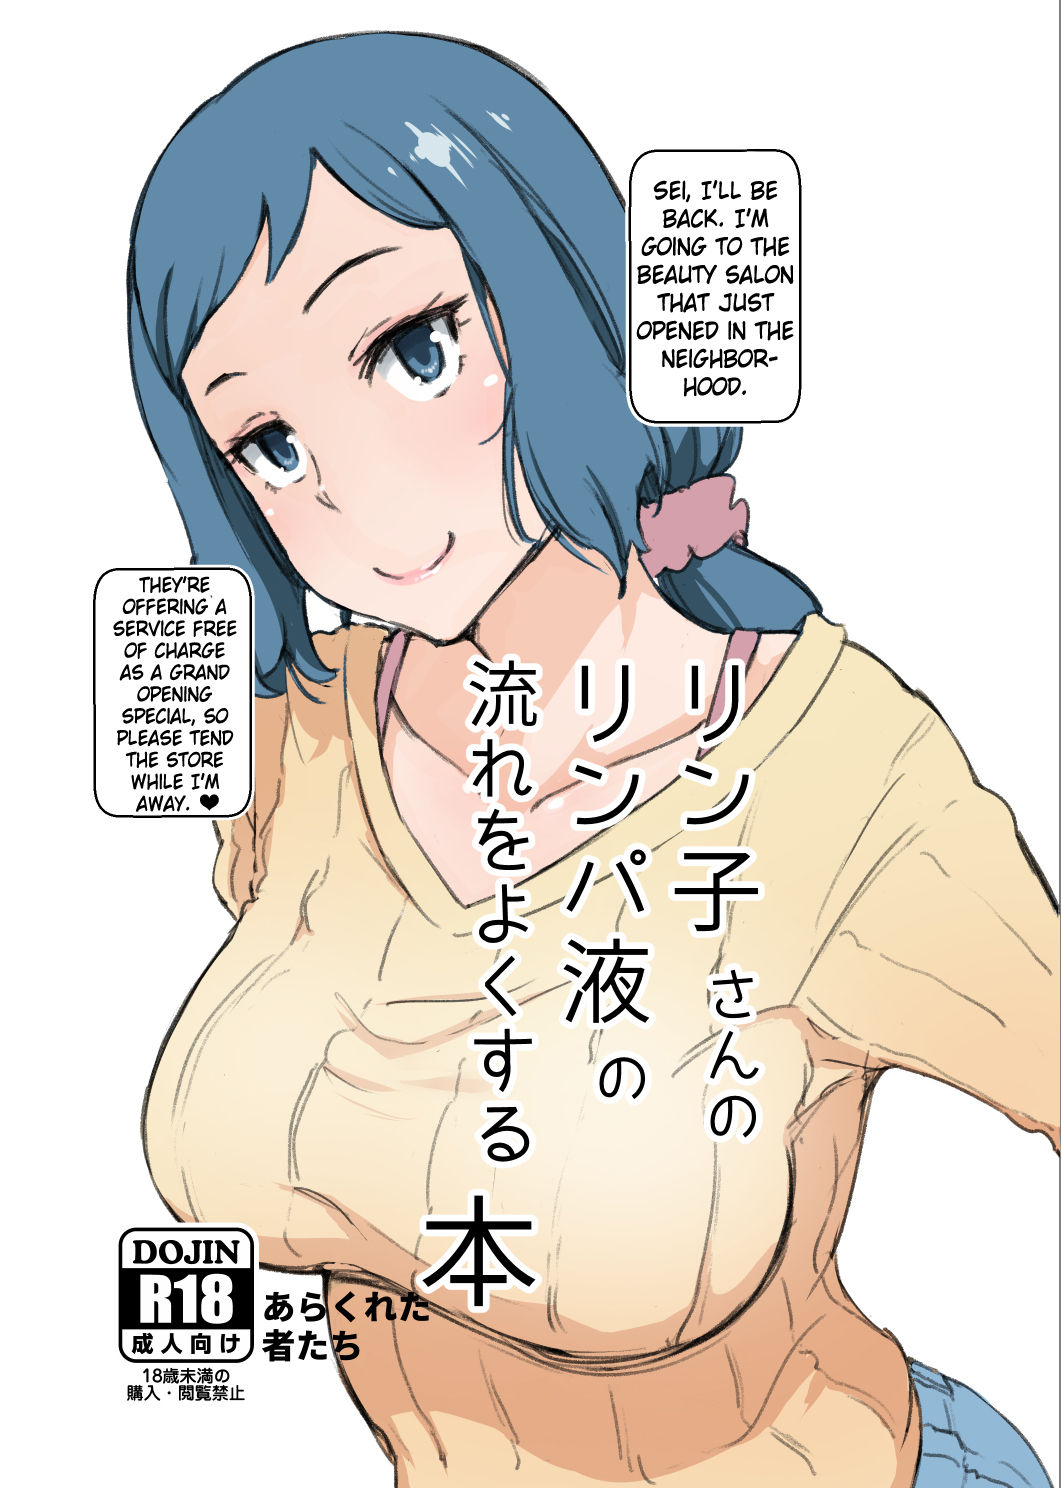 SEI, I'LL BE
BACK. I'M
GOING TO THE
BEAUTY SALON
THAT JUST
OPENED IN THE
NEIGHBOR-
HOOD.
THEY'RE
OFFERING A
SERVICE FREE
OF CHARGE
AS A GRAND
OPENING
SPECIAL, SO
PLEASE TEND
THE STORE
WHILE I'M
AWAY. ♥
リン子さんの
リンパ液の
流れをよくする本
DOJIN
R18
成人向け
18歳未満の
購入・閲覧禁止
あらくれた
者たち